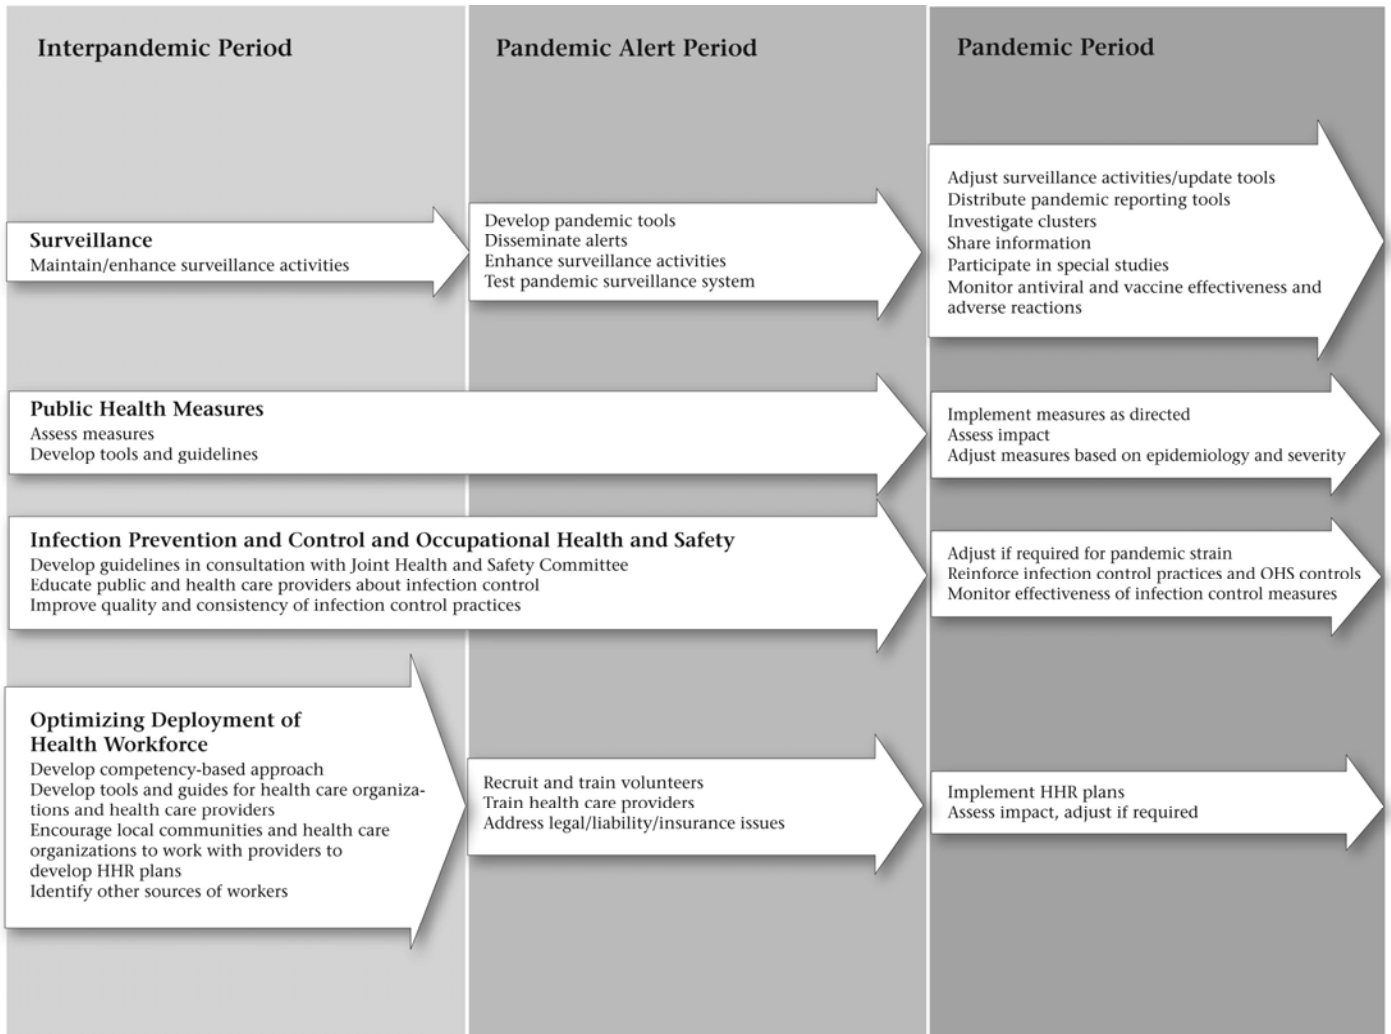 Interpandemic Period
Pandemic Alert Period
Pandemic Period
Surveillance
Maintain/enhance surveillance activities
Develop pandemic tools
Disseminate alerts
Enhance surveillance activities
Test pandemic surveillance system
Adjust surveillance activities/update tools
Distribute pandemic reporting tools
Investigate clusters
Share information
Participate in special studies
Monitor antiviral and vaccine effectiveness and
adverse reactions
Public Health Measures
Assess measures
Develop tools and guidelines
Implement measures as directed
Assess impact
Adjust measures based on epidemiology and severity
Infection Prevention and Control and Occupational Health and Safety
Develop guidelines in consultation with Joint Health and Safety Committee
Educate public and health care providers about infection control
Improve quality and consistency of infection control practices
Adjust if required for pandemic strain
Reinforce infection control practices and OHS controls
Monitor effectiveness of infection control measures
Optimizing Deployment of
Health Workforce
Develop competency-based approach
Develop tools and guides for health care organiza-
tions and health care providers
Encourage local communities and health care
organizations to work with providers to
develop HHR plans
Identify other sources of workers
Recruit and train volunteers
Train health care providers
Address legal/liability/insurance issues
Implement HHR plans
Assess impact, adjust if required